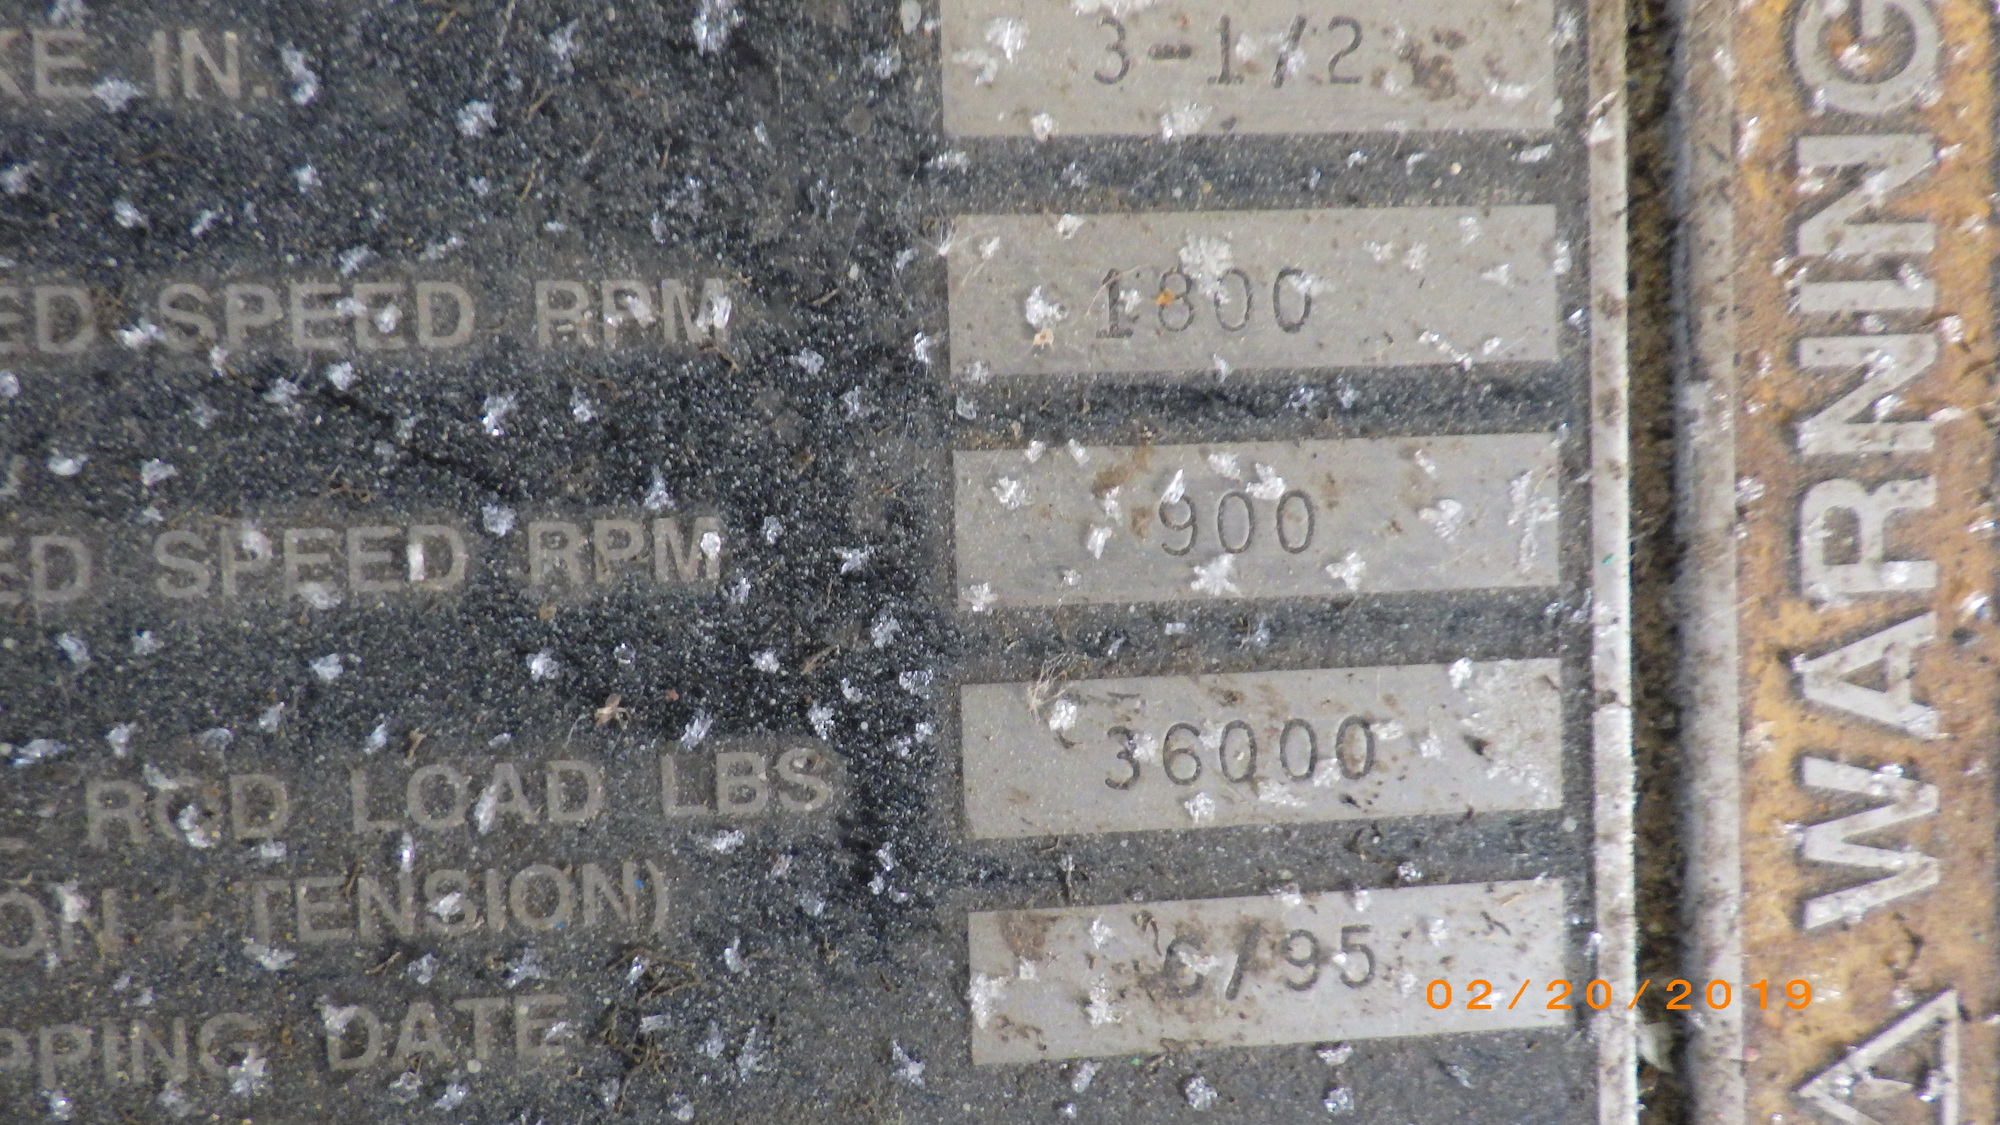 KE IN. 3-1/2
ED SPEED RPM 1800
ED SPEED RPM 900
ROD LOAD LBS 36000
ON + TENSION)
PPING DATE 6/95
02/20/2019
WARNING